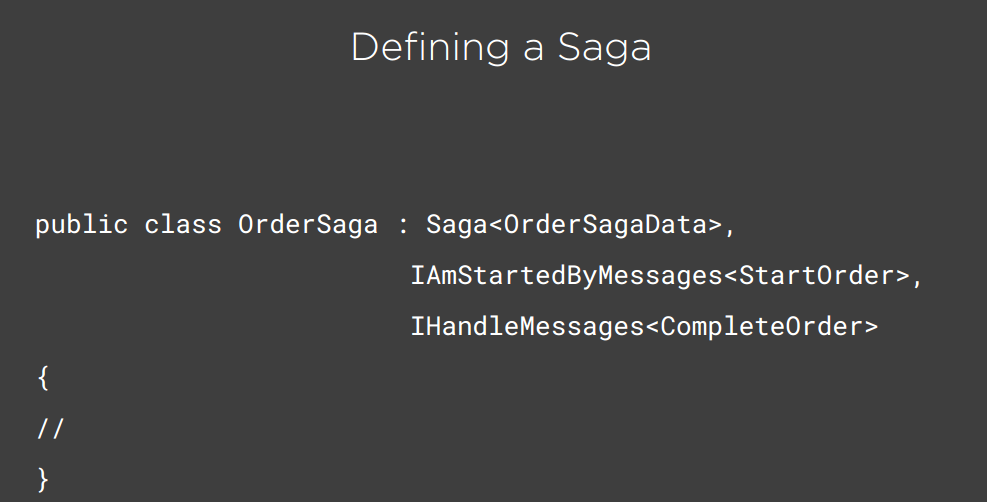 Defining a Saga
public class OrderSaga : Saga<OrderSagaData>,
IAmStartedByMessages<StartOrder>,
IHandleMessages<CompleteOrder>
{
//
}